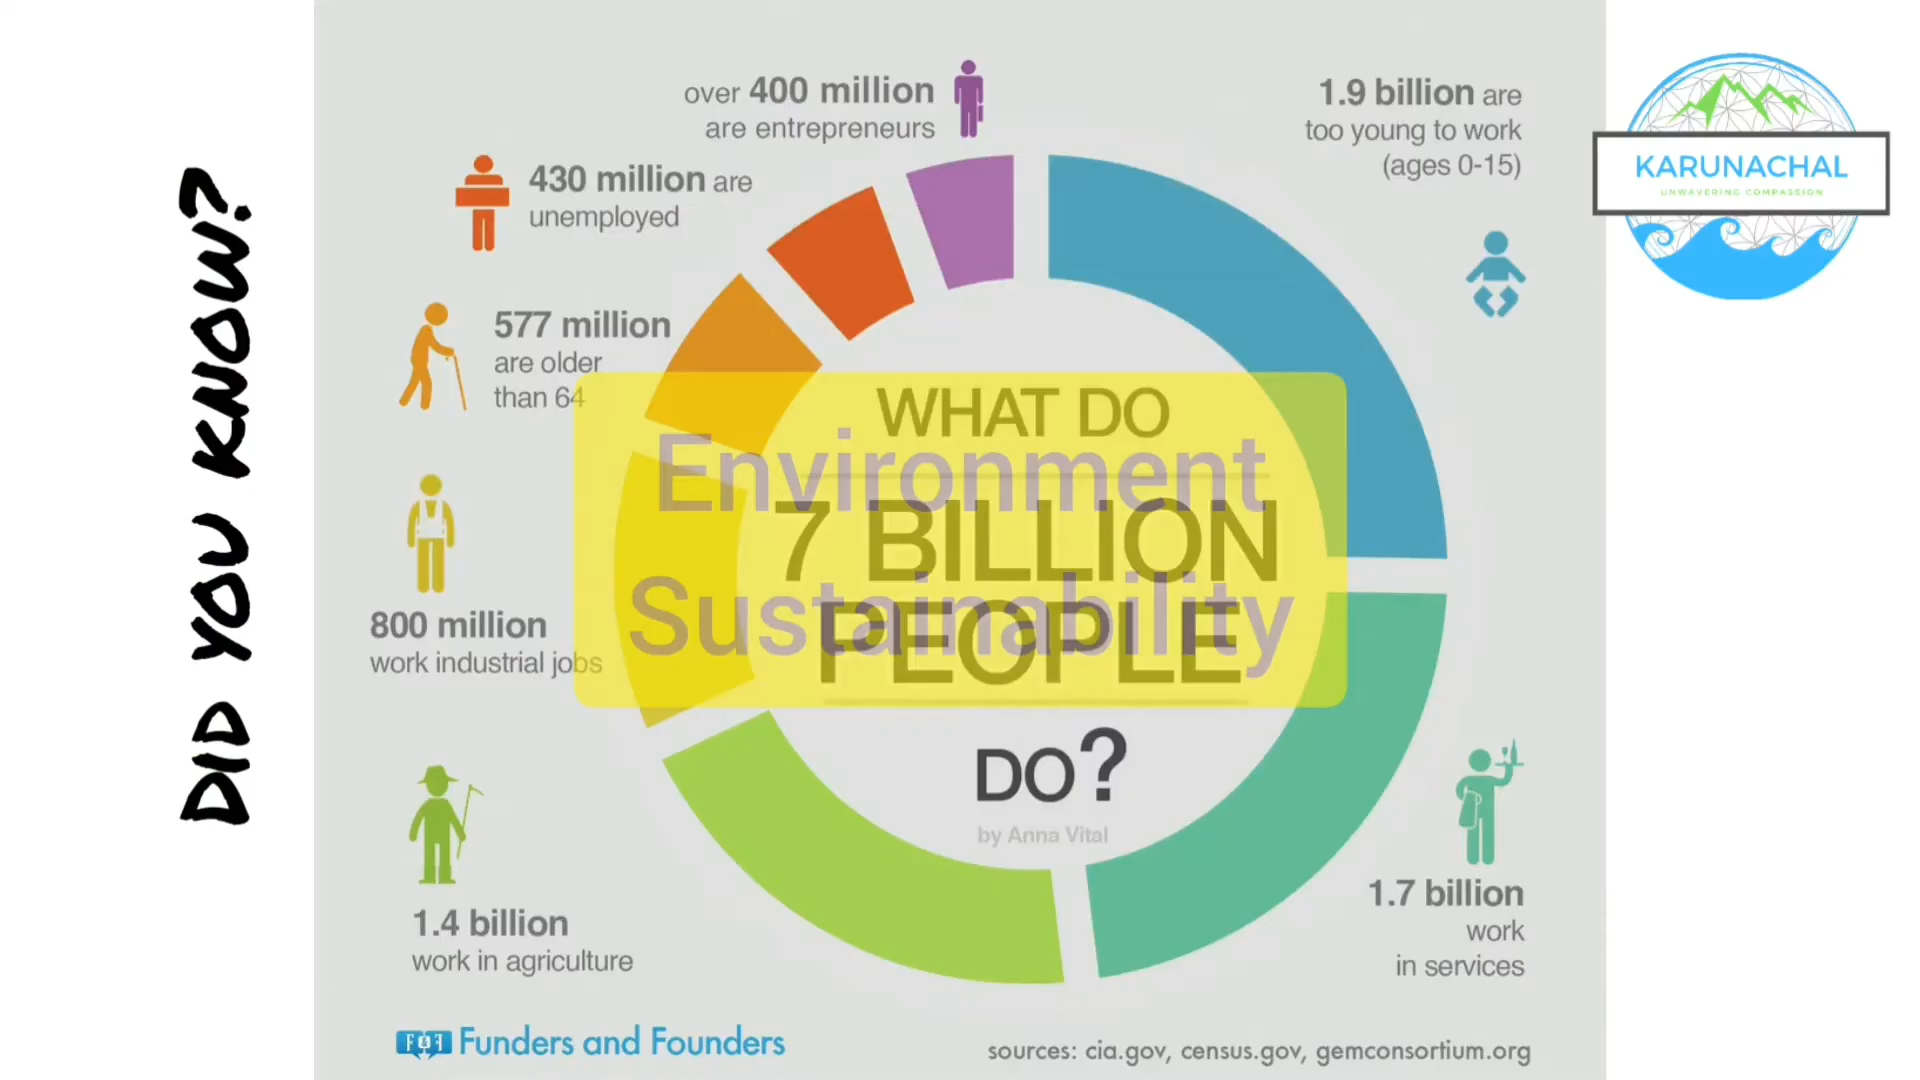 DID YOU KNOW?
over 400 million
are entrepreneurs
430 million are
unemployed
577 million
are older
than 64
800 million
work industrial jobs
1.4 billion
work in agriculture
1.9 billion are
too young to work
(ages 0-15)
1.7 billion
work
in services
WHAT DO
7 BILLION
PEOPLE
DO?
by Anna Vital
Environment
Sustainability
KARUNACHAL
UNWAVERING COMPASSION
F&F Funders and Founders
sources: cia.gov, census.gov, gemconsortium.org